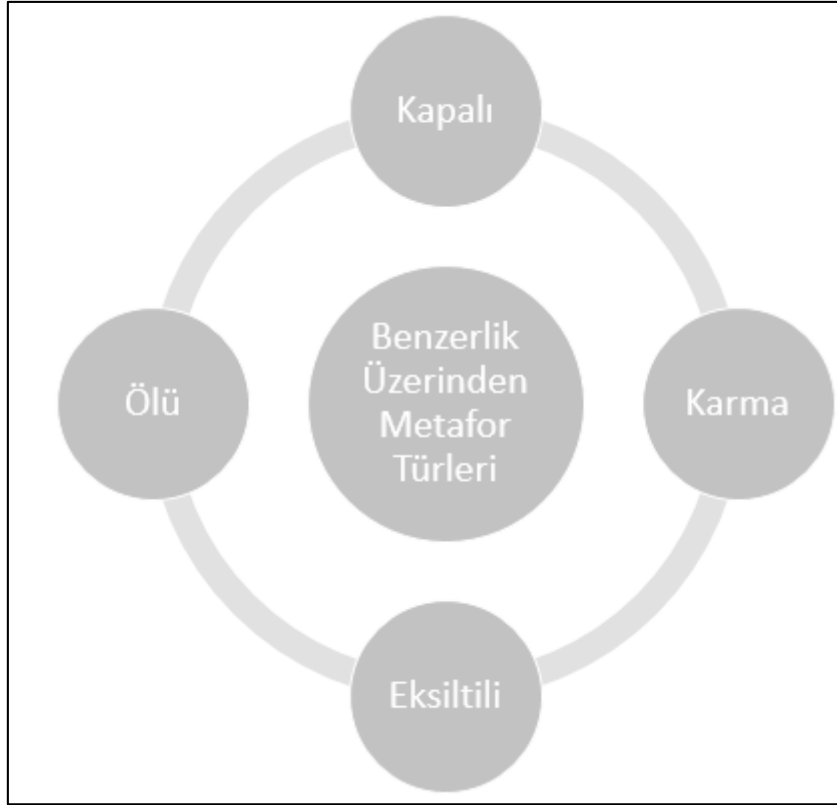 Kapalı
Benzerlik
Üzerinden
Metafor
Türleri
Ölü
Karma
Eksiltili